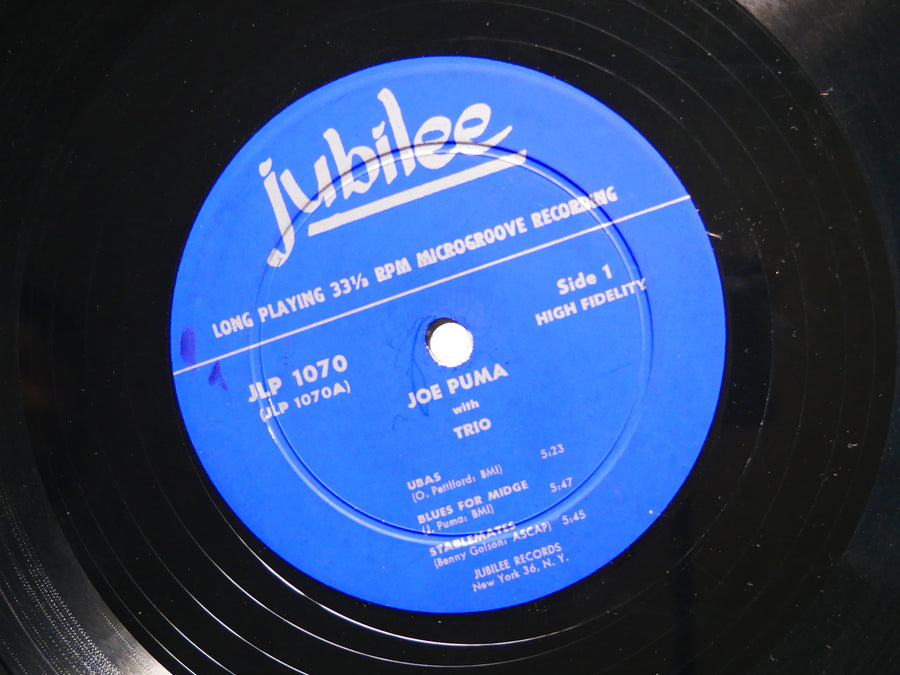 jubilee
LONG PLAYING 33⅓ RPM MICROGROOVE RECORDING
Side 1
HIGH FIDELITY
JLP 1070
(JLP 1070A)
JOE PUMA
with
TRIO
UBAS 5:23
(O. Pettiford: BMI)
BLUES FOR MIDGE 5:47
(J. Puma: BMI)
STABLEMATES 5:45
(Benny Golson: ASCAP)
JUBILEE RECORDS
New York 36, N. Y.